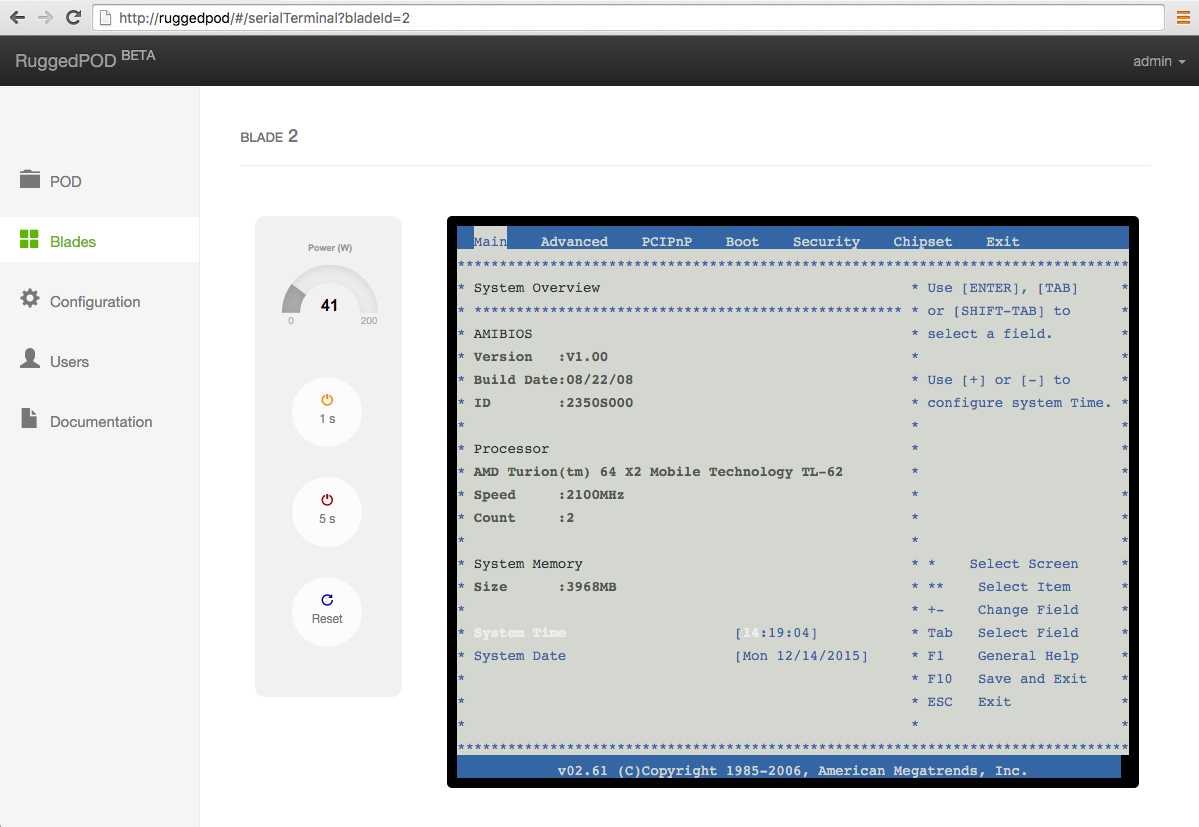 http://ruggedpod/#/serialTerminal?bladeId=2
RuggedPOD BETA
admin
BLADE 2
POD
Blades
Configuration
Users
Documentation
Power (W)
41
0 200
1 s
5 s
Reset
Main Advanced PCIPnP Boot Security Chipset Exit
********************************************************************************
* System Overview * Use [ENTER], [TAB] *
* *************************************************** * or [SHIFT-TAB] to *
* AMIBIOS * select a field. *
* Version :V1.00 * *
* Build Date:08/22/08 * Use [+] or [-] to *
* ID :2350S000 * configure system Time. *
* * *
* Processor * *
* AMD Turion(tm) 64 X2 Mobile Technology TL-62 * *
* Speed :2100MHz * *
* Count :2 * *
* * *
* System Memory * * Select Screen *
* Size :3968MB * ** Select Item *
* * +- Change Field *
* System Time [14:19:04] * Tab Select Field *
* System Date [Mon 12/14/2015] * F1 General Help *
* * F10 Save and Exit *
* * ESC Exit *
* * *
********************************************************************************
v02.61 (C)Copyright 1985-2006, American Megatrends, Inc.